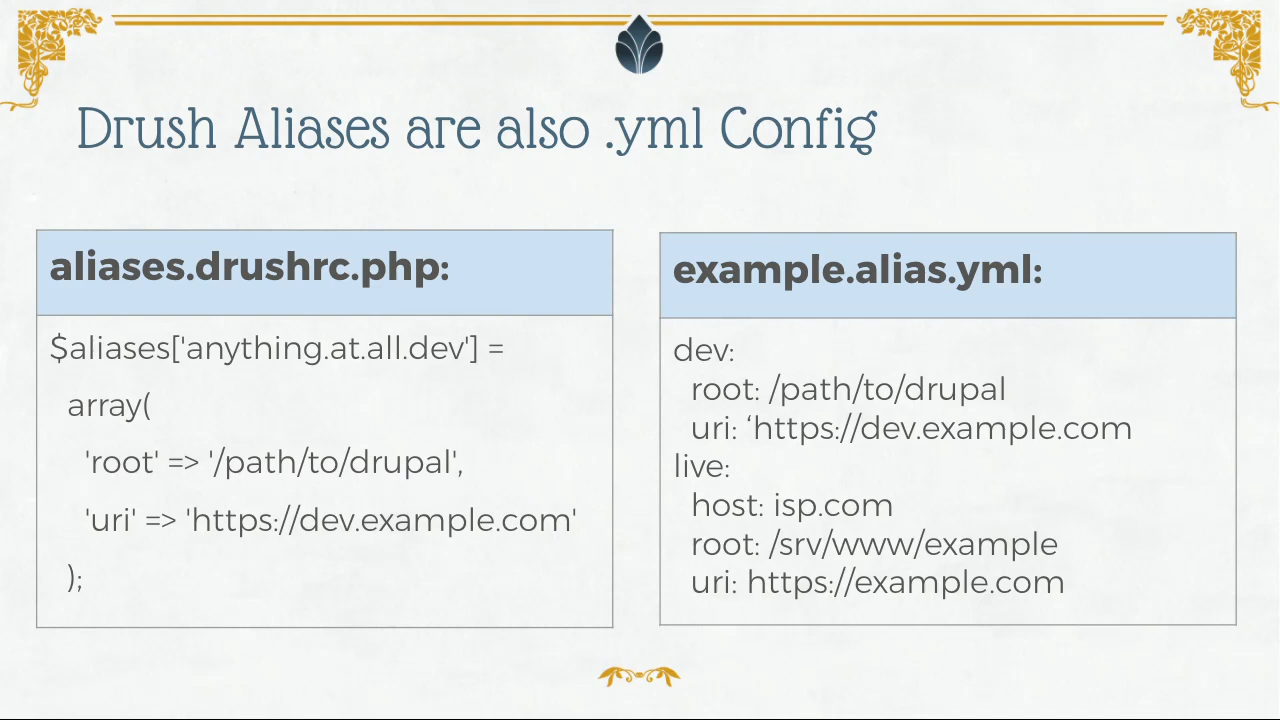 Drush Aliases are also .yml Config
aliases.drushrc.php:
$aliases['anything.at.all.dev'] =
array(
'root' => '/path/to/drupal',
'uri' => 'https://dev.example.com'
);
example.alias.yml:
dev:
root: /path/to/drupal
uri: ‘https://dev.example.com
live:
host: isp.com
root: /srv/www/example
uri: https://example.com